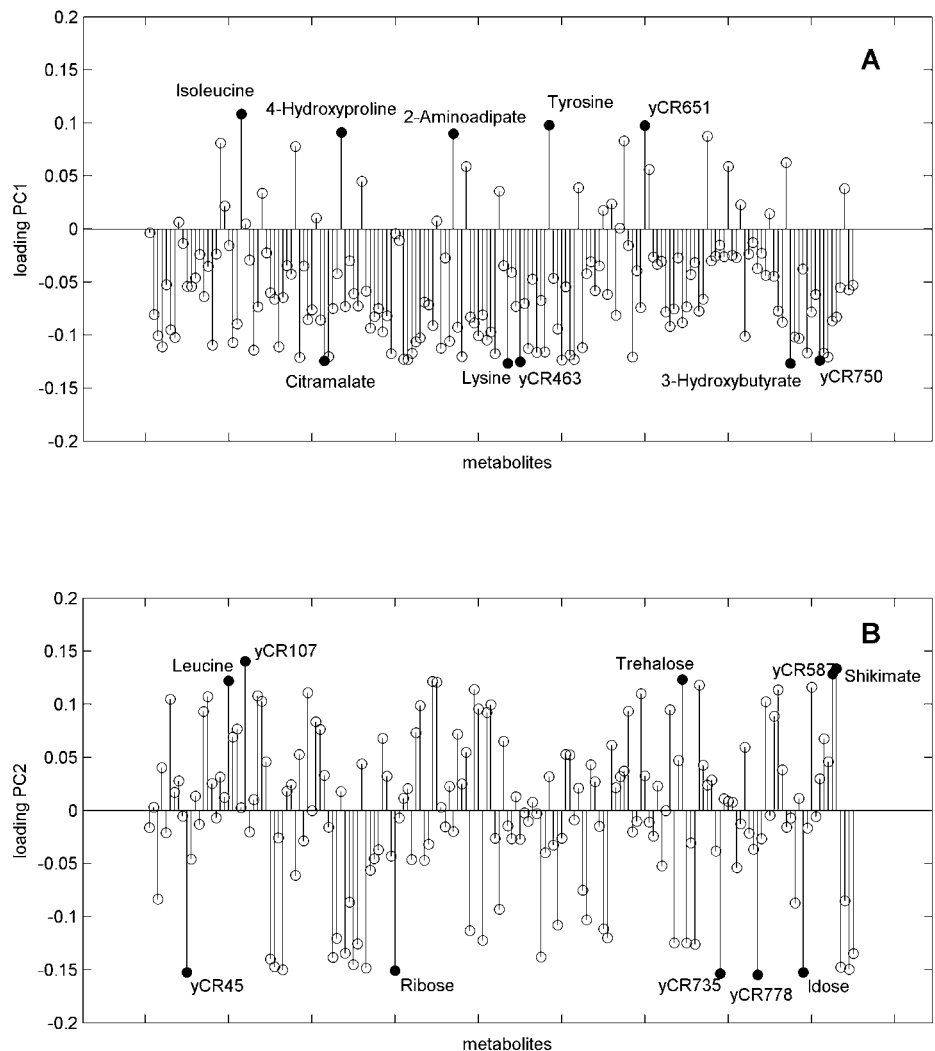 0.2
A
0.15
Isoleucine
4-Hydroxyproline
2-Aminoadipate
Tyrosine
yCR651
0.1
0.05
loading PC1
0
-0.05
-0.1
Citramalate
Lysine
yCR463
3-Hydroxybutyrate
yCR750
-0.15
-0.2
metabolites
0.2
B
0.15
Leucine
yCR107
Trehalose
yCR587
Shikimate
0.1
0.05
loading PC2
0
-0.05
-0.1
-0.15
yCR45
Ribose
yCR735
yCR778
Idose
-0.2
metabolites